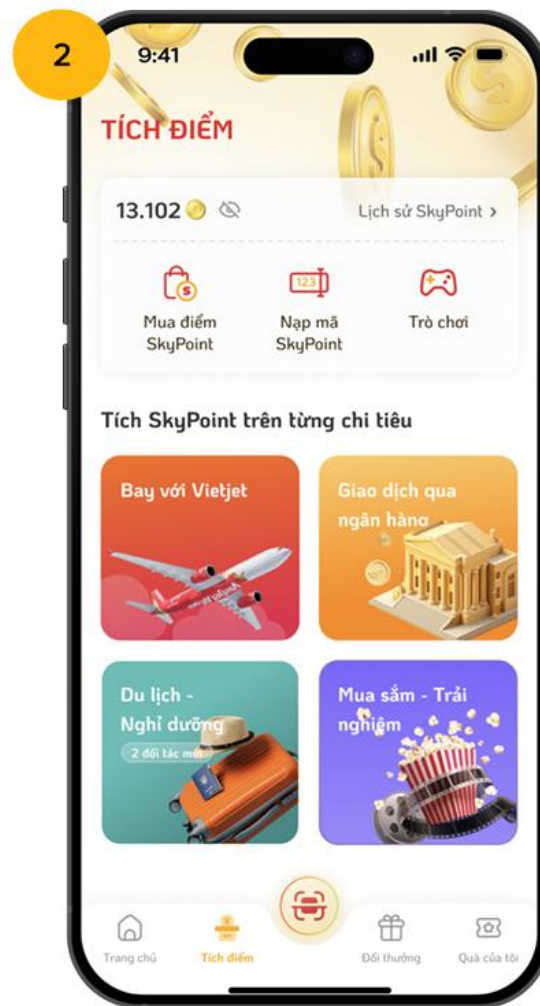 2
9:41
TÍCH ĐIỂM
13.102
Lịch sử SkyPoint >
Mua điểm
SkyPoint
123
Nạp mã
SkyPoint
Trò chơi
Tích SkyPoint trên từng chi tiêu
Bay với Vietjet
Giao dịch qua
ngân hàng
Du lịch -
Nghỉ dưỡng
2 đối tác mới
Mua sắm - Trải
nghiệm
Trang chủ
Tích điểm
Đổi thưởng
Quà của tôi